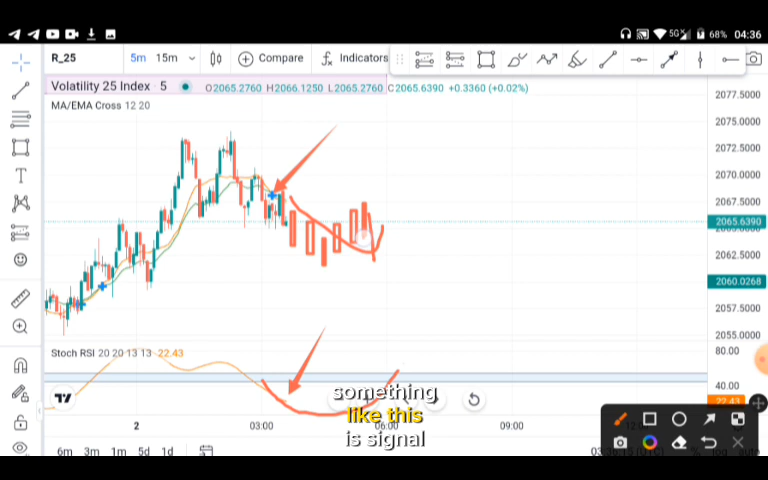 5G 68% 04:36
R_25 5m 15m Compare Indicators
Volatility 25 Index · 5 O2065.2760 H2066.1250 L2065.2760 C2065.6390 +0.3360 (+0.02%)
MA/EMA Cross 12 20
2077.5000
2075.0000
2072.5000
2070.0000
2067.5000
2065.6390
2062.5000
2060.0268
2057.5000
2055.0000
Stoch RSI 20 20 13 13 22.43
80.00
40.00
22.43
something
like this
is signal
2 03:00 06:00 09:00
6m 3m 1m 5d 1d